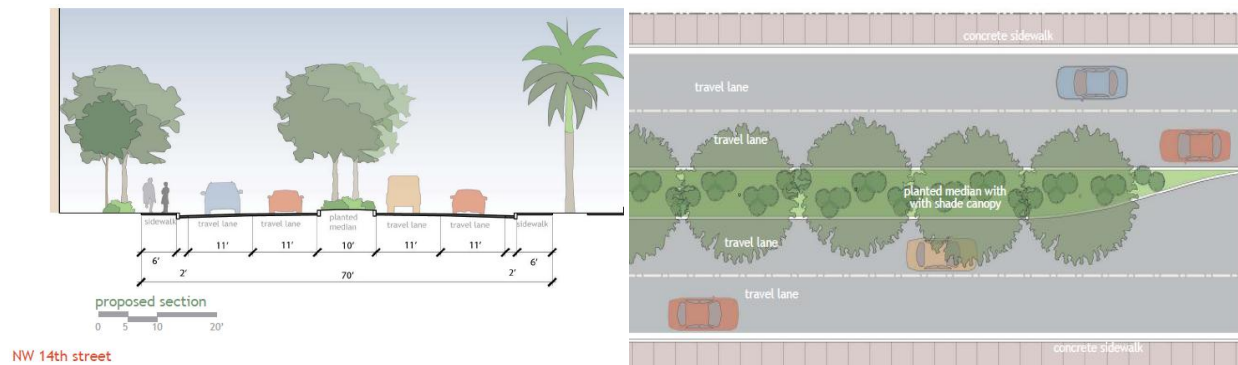 sidewalk
travel lane
travel lane
planted
median
travel lane
travel lane
sidewalk
11'
11'
10'
11'
11'
6'
6'
2'
2'
70'
proposed section
0
5
10
20'
NW 14th street
concrete sidewalk
travel lane
travel lane
planted median with
with shade canopy
travel lane
travel lane
concrete sidewalk